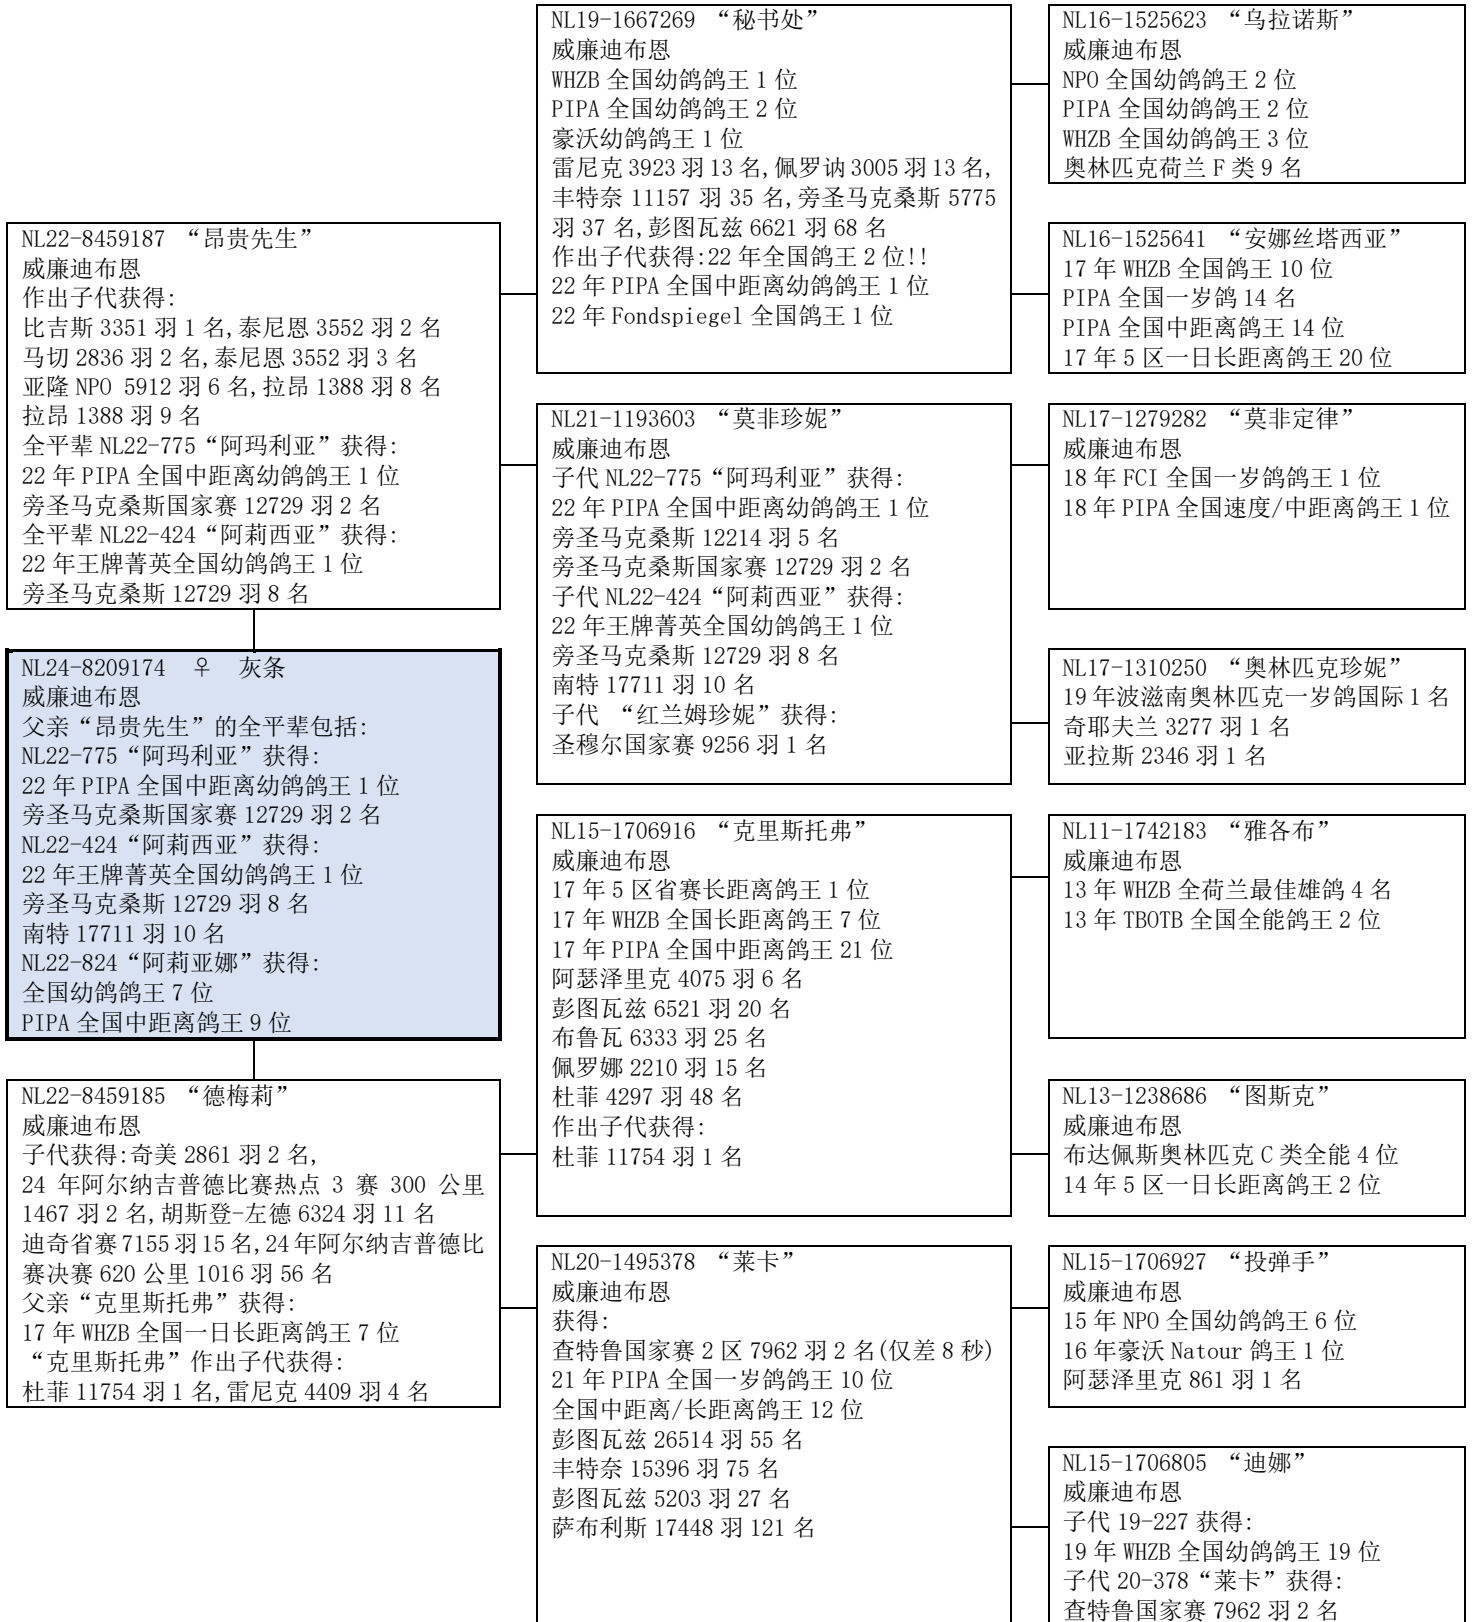 NL19-1667269 “秘书处”
威廉迪布恩
WHZB 全国幼鸽鸽王 1 位
PIPA 全国幼鸽鸽王 2 位
豪沃幼鸽鸽王 1 位
雷尼克 3923 羽 13 名,佩罗讷 3005 羽 13 名,
丰特奈 11157 羽 35 名,旁圣马克桑斯 5775
羽 37 名,彭图瓦兹 6621 羽 68 名
作出子代获得:22 年全国鸽王 2 位!!
22 年 PIPA 全国中距离幼鸽鸽王 1 位
22 年 Fondspiegel 全国鸽王 1 位
NL16-1525623 “乌拉诺斯”
威廉迪布恩
NPO 全国幼鸽鸽王 2 位
PIPA 全国幼鸽鸽王 2 位
WHZB 全国幼鸽鸽王 3 位
奥林匹克荷兰 F 类 9 名
NL16-1525641 “安娜丝塔西亚”
17 年 WHZB 全国鸽王 10 位
PIPA 全国一岁鸽 14 名
PIPA 全国中距离鸽王 14 位
17 年 5 区一日长距离鸽王 20 位
NL22-8459187 “昂贵先生”
威廉迪布恩
作出子代获得:
比吉斯 3351 羽 1 名,泰尼恩 3552 羽 2 名
马切 2836 羽 2 名,泰尼恩 3552 羽 3 名
亚隆 NPO 5912 羽 6 名,拉昂 1388 羽 8 名
拉昂 1388 羽 9 名
全平辈 NL22-775“阿玛利亚”获得:
22 年 PIPA 全国中距离幼鸽鸽王 1 位
旁圣马克桑斯国家赛 12729 羽 2 名
全平辈 NL22-424“阿莉西亚”获得:
22 年王牌菁英全国幼鸽鸽王 1 位
旁圣马克桑斯 12729 羽 8 名
NL21-1193603 “莫非珍妮”
威廉迪布恩
子代 NL22-775“阿玛利亚”获得:
22 年 PIPA 全国中距离幼鸽鸽王 1 位
旁圣马克桑斯 12214 羽 5 名
旁圣马克桑斯国家赛 12729 羽 2 名
子代 NL22-424“阿莉西亚”获得:
22 年王牌菁英全国幼鸽鸽王 1 位
旁圣马克桑斯 12729 羽 8 名
南特 17711 羽 10 名
子代 “红兰姆珍妮”获得:
圣穆尔国家赛 9256 羽 1 名
NL17-1279282 “莫非定律”
威廉迪布恩
18 年 FCI 全国一岁鸽鸽王 1 位
18 年 PIPA 全国速度/中距离鸽王 1 位
NL17-1310250 “奥林匹克珍妮”
19 年波滋南奥林匹克一岁鸽国际 1 名
奇耶夫兰 3277 羽 1 名
亚拉斯 2346 羽 1 名
NL24-8209174 ♀ 灰条
威廉迪布恩
父亲“昂贵先生”的全平辈包括:
NL22-775“阿玛利亚”获得:
22 年 PIPA 全国中距离幼鸽鸽王 1 位
旁圣马克桑斯国家赛 12729 羽 2 名
NL22-424“阿莉西亚”获得:
22 年王牌菁英全国幼鸽鸽王 1 位
旁圣马克桑斯 12729 羽 8 名
南特 17711 羽 10 名
NL22-824“阿莉亚娜”获得:
全国幼鸽鸽王 7 位
PIPA 全国中距离鸽王 9 位
NL15-1706916 “克里斯托弗”
威廉迪布恩
17 年 5 区省赛长距离鸽王 1 位
17 年 WHZB 全国长距离鸽王 7 位
17 年 PIPA 全国中距离鸽王 21 位
阿瑟泽里克 4075 羽 6 名
彭图瓦兹 6521 羽 20 名
布鲁瓦 6333 羽 25 名
佩罗娜 2210 羽 15 名
杜菲 4297 羽 48 名
作出子代获得:
杜菲 11754 羽 1 名
NL11-1742183 “雅各布”
威廉迪布恩
13 年 WHZB 全荷兰最佳雄鸽 4 名
13 年 TBOTB 全国全能鸽王 2 位
NL13-1238686 “图斯克”
威廉迪布恩
布达佩斯奥林匹克 C 类全能 4 位
14 年 5 区一日长距离鸽王 2 位
NL22-8459185 “德梅莉”
威廉迪布恩
子代获得:奇美 2861 羽 2 名,
24 年阿尔纳吉普德比赛热点 3 赛 300 公里
1467 羽 2 名,胡斯登-左德 6324 羽 11 名
迪奇省赛 7155 羽 15 名,24 年阿尔纳吉普德比
赛决赛 620 公里 1016 羽 56 名
父亲“克里斯托弗”获得:
17 年 WHZB 全国一日长距离鸽王 7 位
“克里斯托弗”作出子代获得:
杜菲 11754 羽 1 名,雷尼克 4409 羽 4 名
NL20-1495378 “莱卡”
威廉迪布恩
获得:
查特鲁国家赛 2 区 7962 羽 2 名(仅差 8 秒)
21 年 PIPA 全国一岁鸽鸽王 10 位
全国中距离/长距离鸽王 12 位
彭图瓦兹 26514 羽 55 名
丰特奈 15396 羽 75 名
彭图瓦兹 5203 羽 27 名
萨布利斯 17448 羽 121 名
NL15-1706927 “投弹手”
威廉迪布恩
15 年 NPO 全国幼鸽鸽王 6 位
16 年豪沃 Natour 鸽王 1 位
阿瑟泽里克 861 羽 1 名
NL15-1706805 “迪娜”
威廉迪布恩
子代 19-227 获得:
19 年 WHZB 全国幼鸽鸽王 19 位
子代 20-378“莱卡”获得:
查特鲁国家赛 7962 羽 2 名